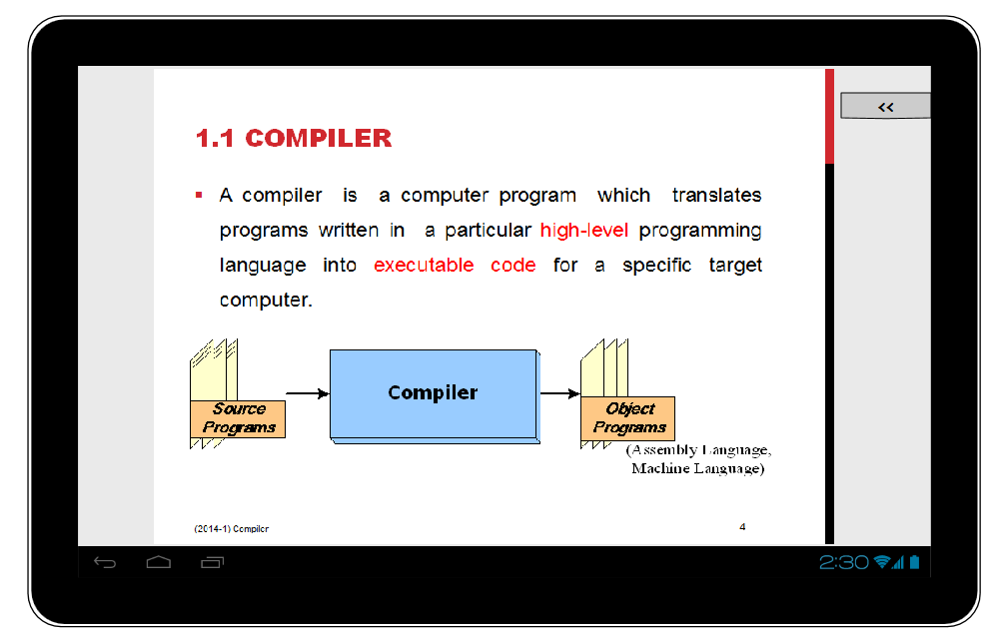 <<
1.1 COMPILER
▪ A compiler is a computer program which translates
programs written in a particular high-level programming
language into executable code for a specific target
computer.
Source
Programs
Compiler
Object
Programs
(Assembly Language,
Machine Language)
(2014-1) Compiler
4
2:30